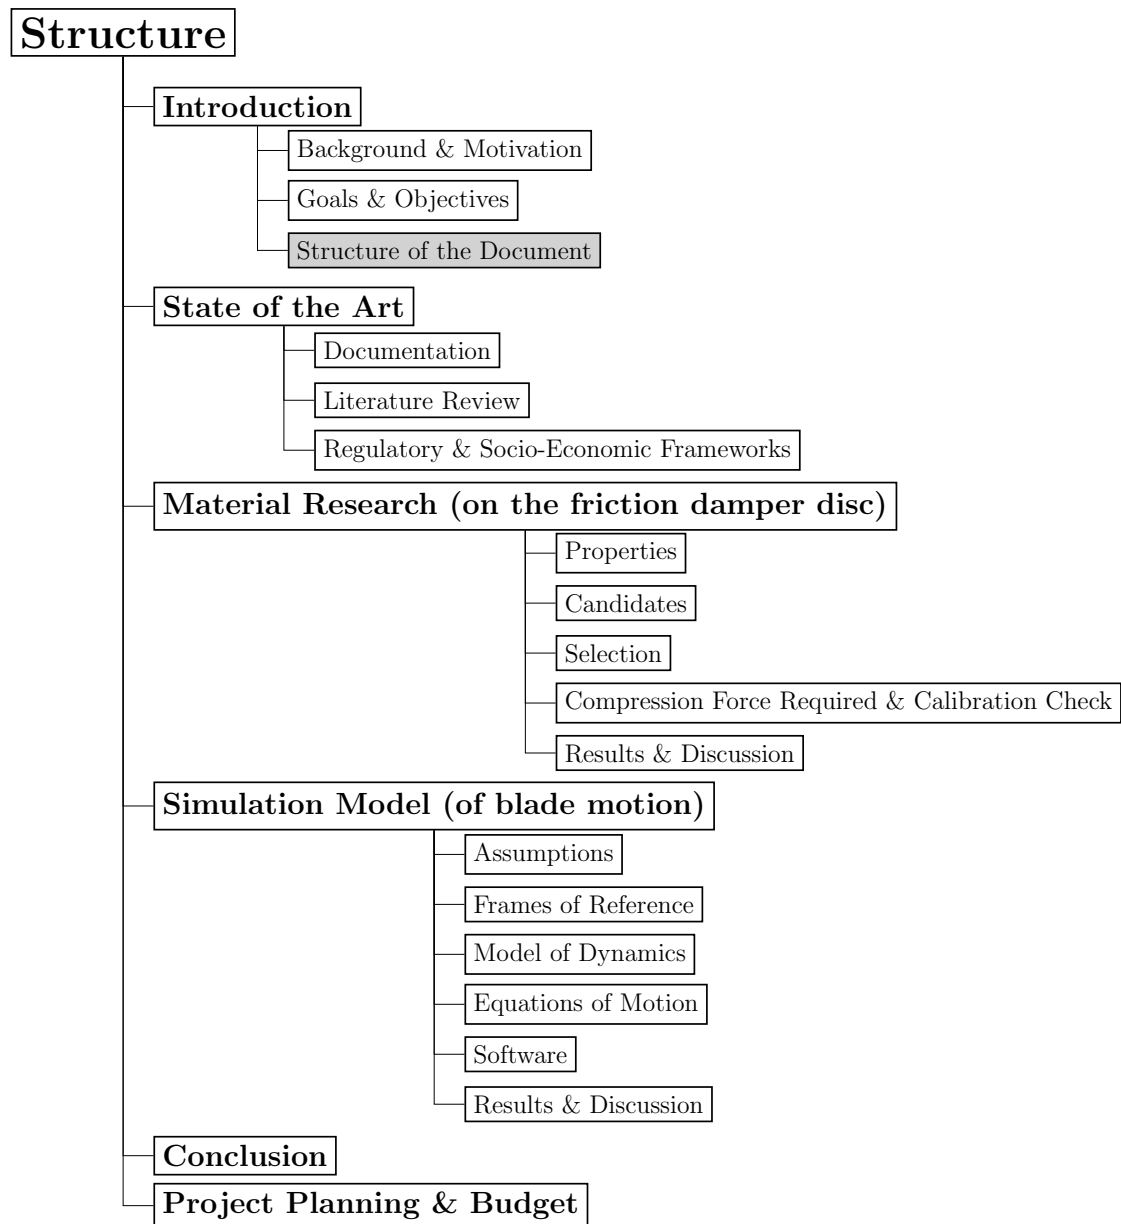 Structure
Introduction
Background & Motivation
Goals & Objectives
Structure of the Document
State of the Art
Documentation
Literature Review
Regulatory & Socio-Economic Frameworks
Material Research (on the friction damper disc)
Properties
Candidates
Selection
Compression Force Required & Calibration Check
Results & Discussion
Simulation Model (of blade motion)
Assumptions
Frames of Reference
Model of Dynamics
Equations of Motion
Software
Results & Discussion
Conclusion
Project Planning & Budget